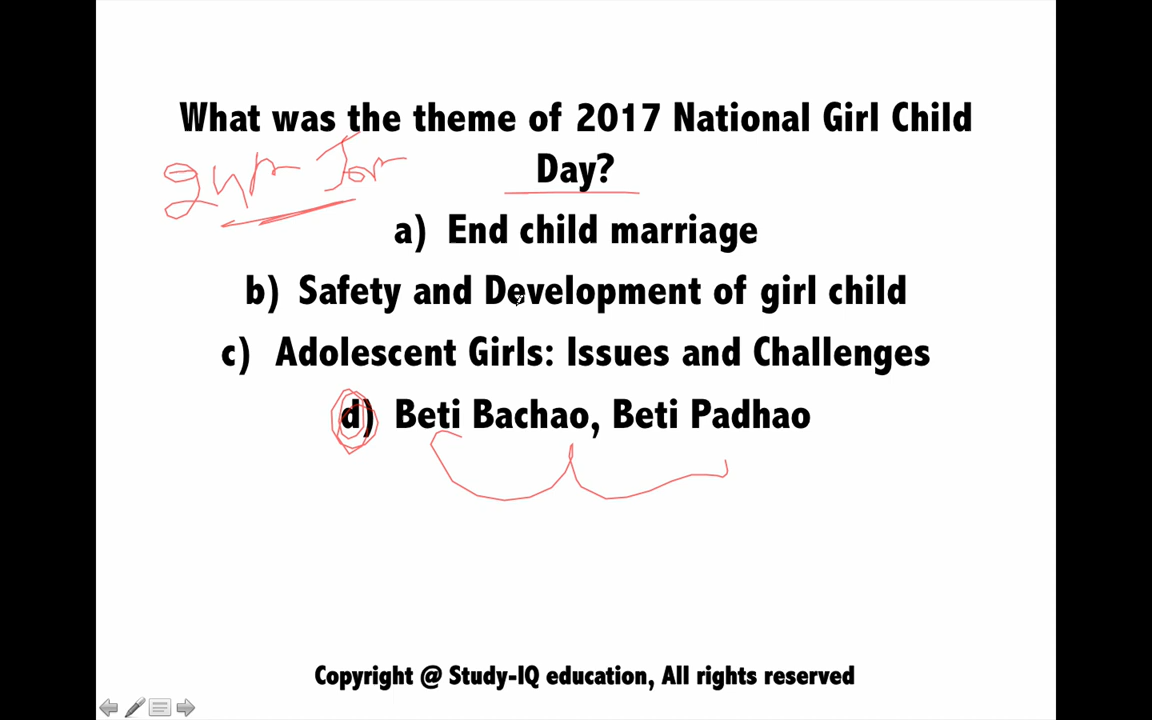 What was the theme of 2017 National Girl Child
Day?
a) End child marriage
b) Safety and Development of girl child
c) Adolescent Girls: Issues and Challenges
d) Beti Bachao, Beti Padhao
Copyright @ Study-IQ education, All rights reserved